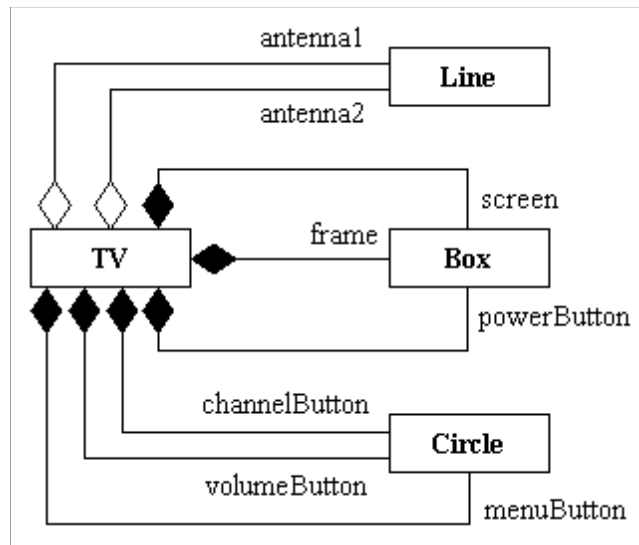 antenna1
Line
antenna2
screen
frame
TV
Box
powerButton
channelButton
Circle
volumeButton
menuButton